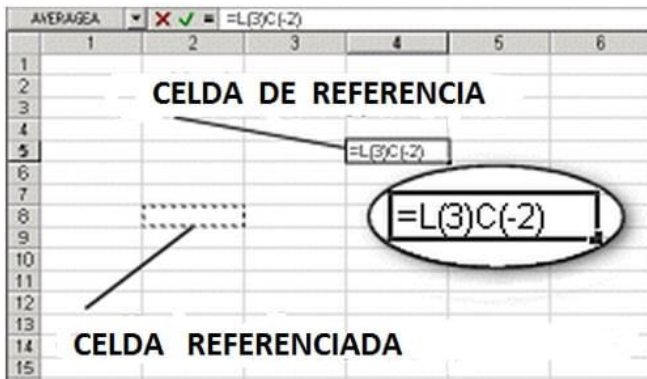 AVERAGEA =L(3)C(-2)
1 2 3 4 5 6
1
2
CELDA DE REFERENCIA
3
4
5 =L(3)C(-2)
6
7
=L(3)C(-2)
8
9
10
11
12
13
CELDA REFERENCIADA
14
15